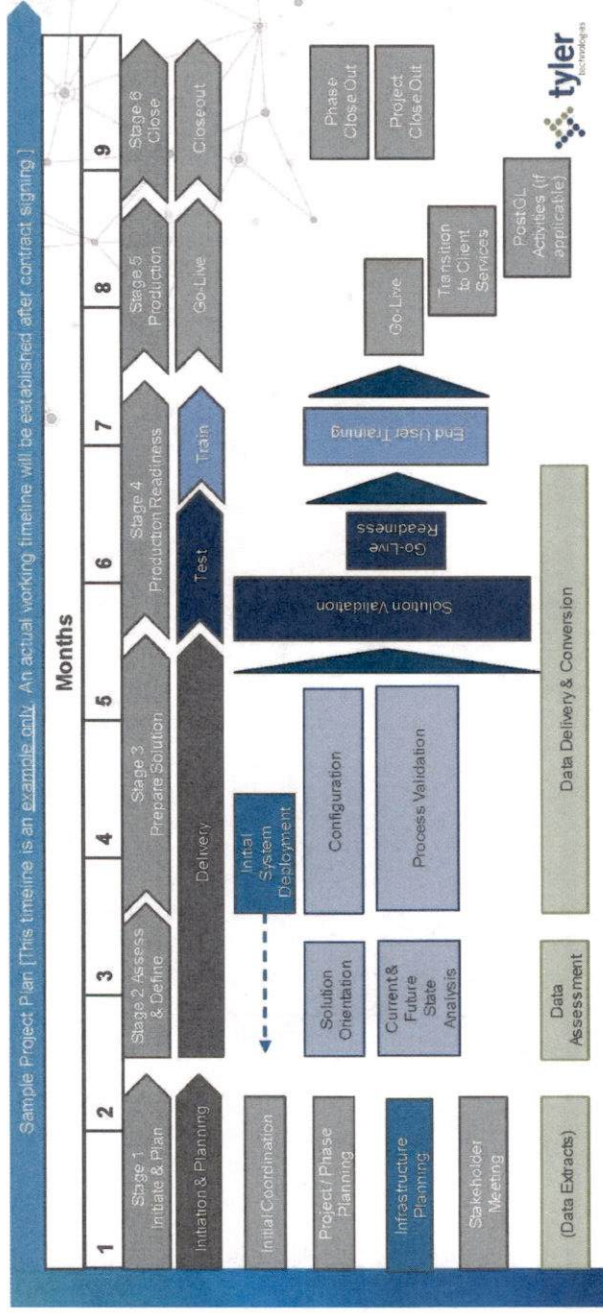 Sample Project Plan [This timeline is an example only. An actual working timeline will be established after contract signing.]
Months
1 2 3 4 5 6 7 8 9
Stage 1
Initiate & Plan
Stage 2 Assess
& Define
Stage 3
Prepare Solution
Stage 4
Production Readiness
Stage 5
Production
Stage 6
Close
Initiation & Planning
Delivery
Test
Train
Go-Live
Closeout
Initial Coordination
Project / Phase
Planning
Infrastructure
Planning
Stakeholder
Meeting
(Data Extracts)
Initial
System
Deployment
Solution
Orientation
Current &
Future
State
Analysis
Data
Assessment
Configuration
Process Validation
Data Delivery & Conversion
Solution Validation
Go-Live
Readiness
End User Training
Go-Live
Transition
to Client
Services
Post GL
Activities (if
applicable)
Phase
Close Out
Project
Close Out
tyler
technologies